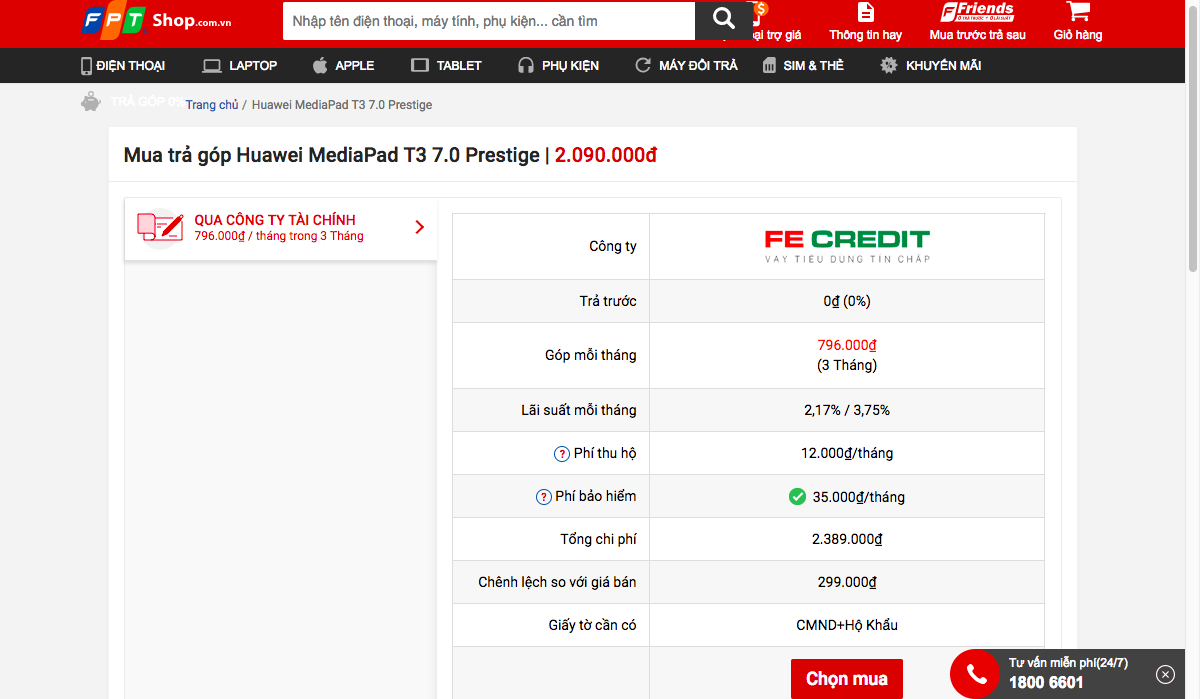 FPT Shop.com.vn
Nhập tên điện thoại, máy tính, phụ kiện... cần tìm
ại trợ giá
Thông tin hay
Friends
Mua trước trả sau
Giỏ hàng
ĐIỆN THOẠI
LAPTOP
APPLE
TABLET
PHỤ KIỆN
MÁY ĐỔI TRẢ
SIM & THẺ
KHUYẾN MÃI
TRẢ GÓP 0%
Trang chủ / Huawei MediaPad T3 7.0 Prestige
Mua trả góp Huawei MediaPad T3 7.0 Prestige | 2.090.000đ
QUA CÔNG TY TÀI CHÍNH
796.000₫ / tháng trong 3 Tháng
Công ty
FE CREDIT
VAY TIÊU DÙNG TÍN CHẤP
Trả trước
0₫ (0%)
Góp mỗi tháng
796.000₫
(3 Tháng)
Lãi suất mỗi tháng
2,17% / 3,75%
? Phí thu hộ
12.000₫/tháng
? Phí bảo hiểm
35.000₫/tháng
Tổng chi phí
2.389.000₫
Chênh lệch so với giá bán
299.000₫
Giấy tờ cần có
CMND+Hộ Khẩu
Chọn mua
Tư vấn miễn phí(24/7)
1800 6601